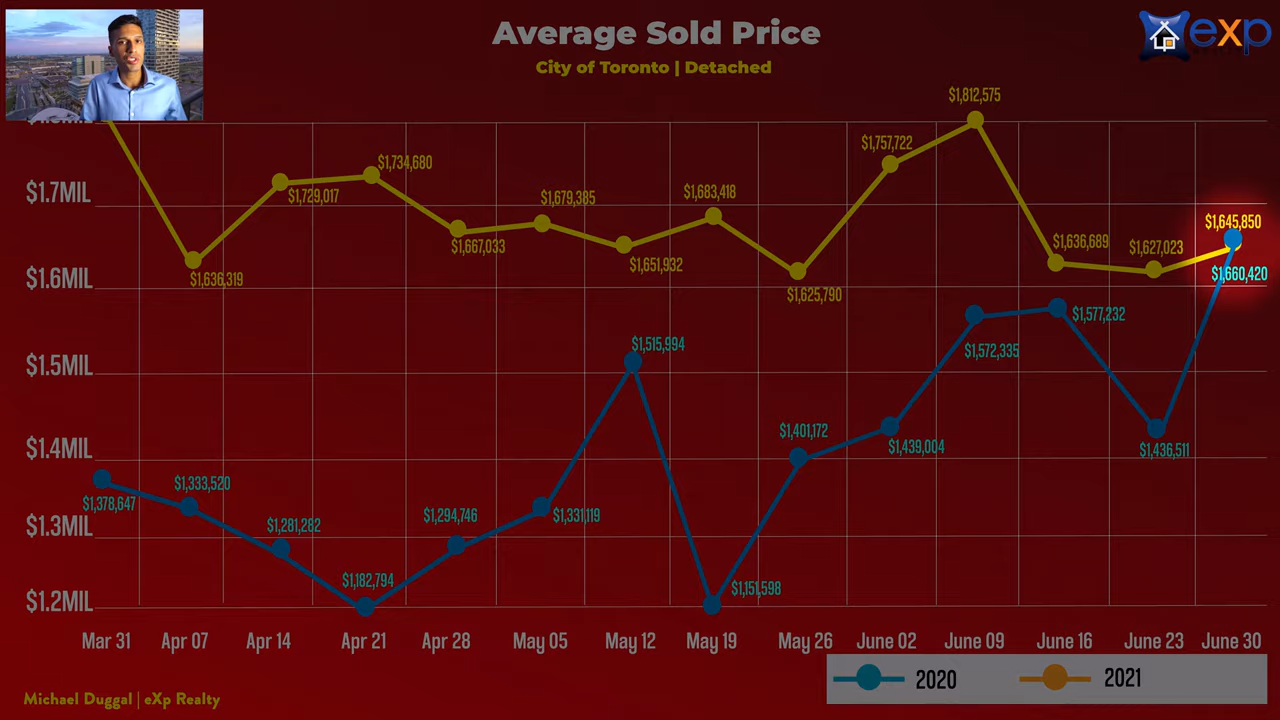 Average Sold Price
City of Toronto | Detached
eXp
$1,812,575
$1,757,722
$1,734,680
$1.7MIL
$1,729,017
$1,679,385
$1,683,418
$1,645,850
$1,667,033
$1,651,932
$1,636,689
$1,627,023
$1.6MIL
$1,636,319
$1,625,790
$1,660,420
$1,577,232
$1,515,994
$1,572,335
$1.5MIL
$1.4MIL
$1,401,172
$1,439,004
$1,436,511
$1,378,647
$1,333,520
$1.3MIL
$1,281,282
$1,294,746
$1,331,119
$1,182,794
$1,151,598
$1.2MIL
Mar 31 Apr 07 Apr 14 Apr 21 Apr 28 May 05 May 12 May 19 May 26 June 02 June 09 June 16 June 23 June 30
2020 2021
Michael Duggal | eXp Realty